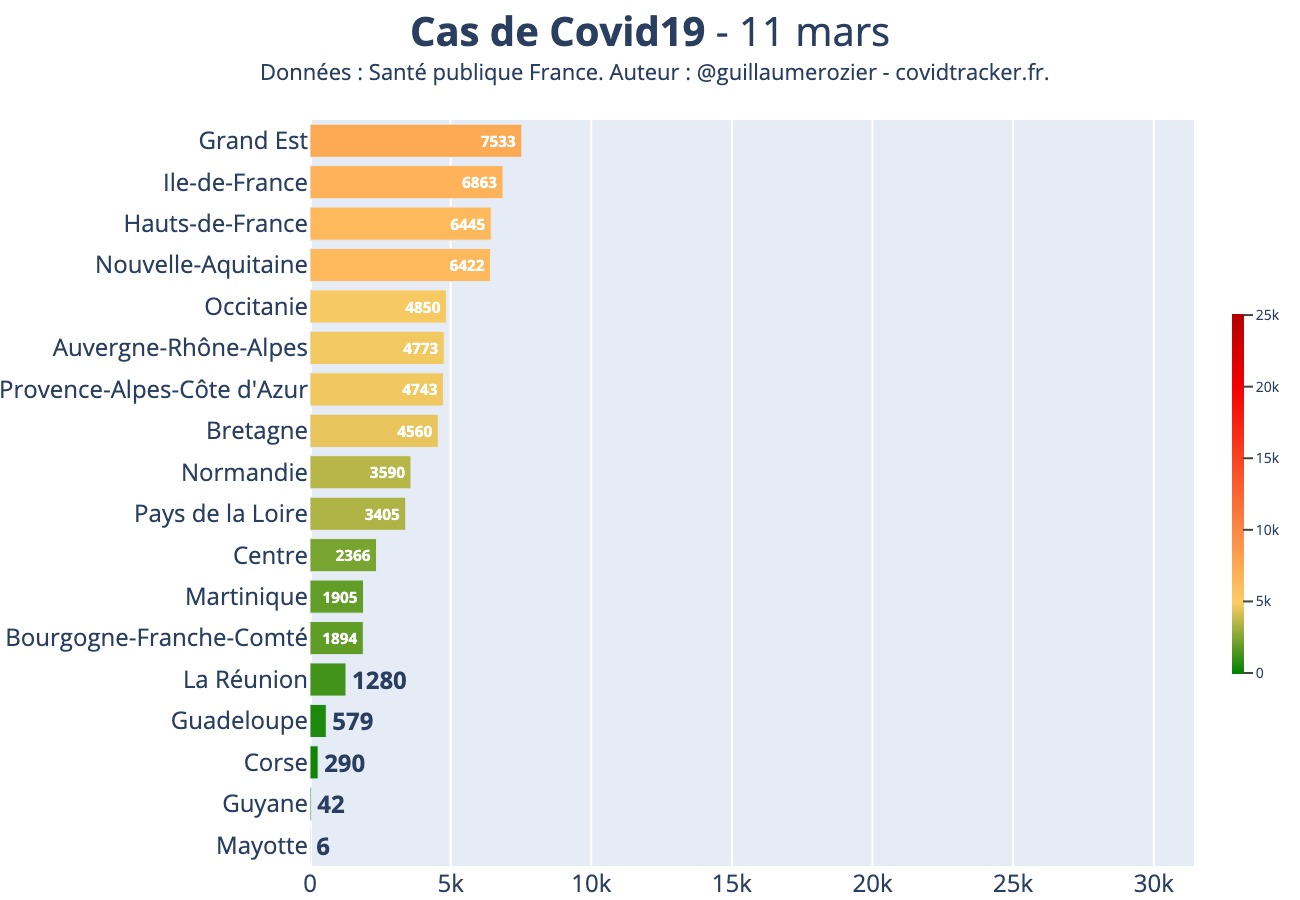 Cas de Covid19 - 11 mars
Données : Santé publique France. Auteur : @guillaumerozier - covidtracker.fr.
Grand Est 7533
Ile-de-France 6863
Hauts-de-France 6445
Nouvelle-Aquitaine 6422
Occitanie 4850
Auvergne-Rhône-Alpes 4773
Provence-Alpes-Côte d'Azur 4743
Bretagne 4560
Normandie 3590
Pays de la Loire 3405
Centre 2366
Martinique 1905
Bourgogne-Franche-Comté 1894
La Réunion 1280
Guadeloupe 579
Corse 290
Guyane 42
Mayotte 6
0 5k 10k 15k 20k 25k 30k
25k
20k
15k
10k
5k
0